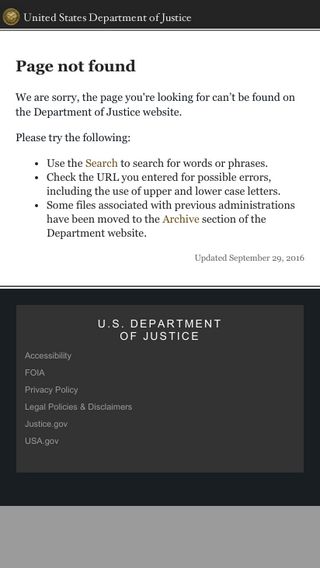 United States Department of Justice
Page not found
We are sorry, the page you're looking for can't be found on
the Department of Justice website.
Please try the following:
• Use the Search to search for words or phrases.
• Check the URL you entered for possible errors,
including the use of upper and lower case letters.
• Some files associated with previous administrations
have been moved to the Archive section of the
Department website.
Updated September 29, 2016
U.S. DEPARTMENT
OF JUSTICE
Accessibility
FOIA
Privacy Policy
Legal Policies & Disclaimers
Justice.gov
USA.gov